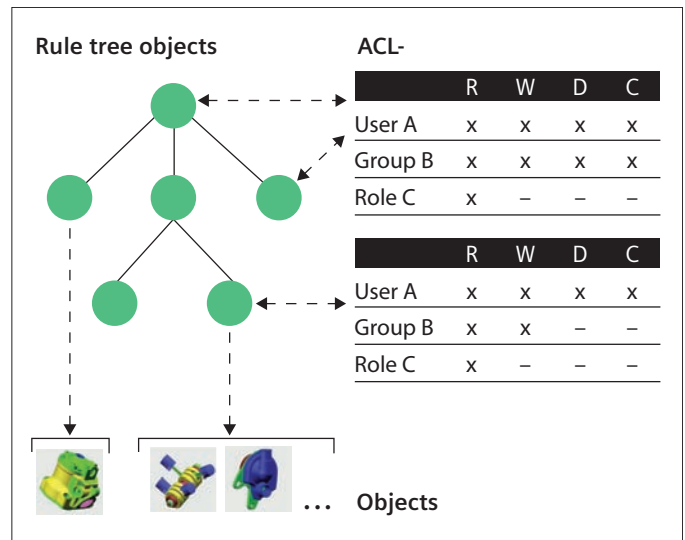 Rule tree objects
ACL-
R W D C
User A x x x x
Group B x x x x
Role C x – – –
R W D C
User A x x x x
Group B x x – –
Role C x – – –
... Objects